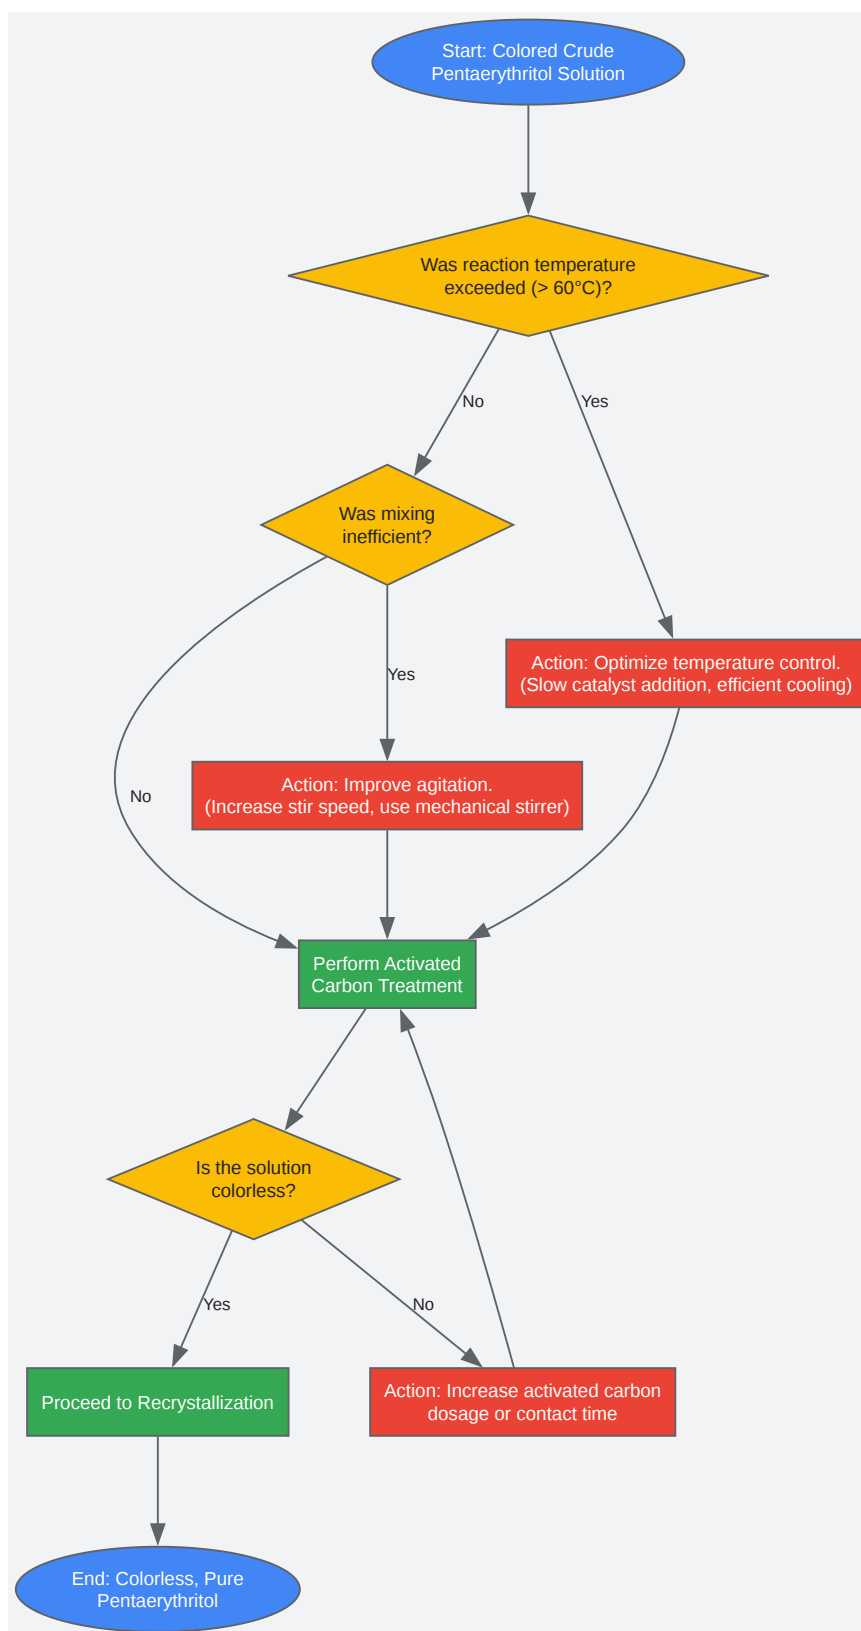 Start: Colored Crude
Pentaerythritol Solution
Was reaction temperature
exceeded (> 60°C)?
No
Yes
Was mixing
inefficient?
Action: Optimize temperature control.
(Slow catalyst addition, efficient cooling)
Yes
Action: Improve agitation.
(Increase stir speed, use mechanical stirrer)
No
Perform Activated
Carbon Treatment
Is the solution
colorless?
Yes
No
Proceed to Recrystallization
Action: Increase activated carbon
dosage or contact time
End: Colorless, Pure
Pentaerythritol